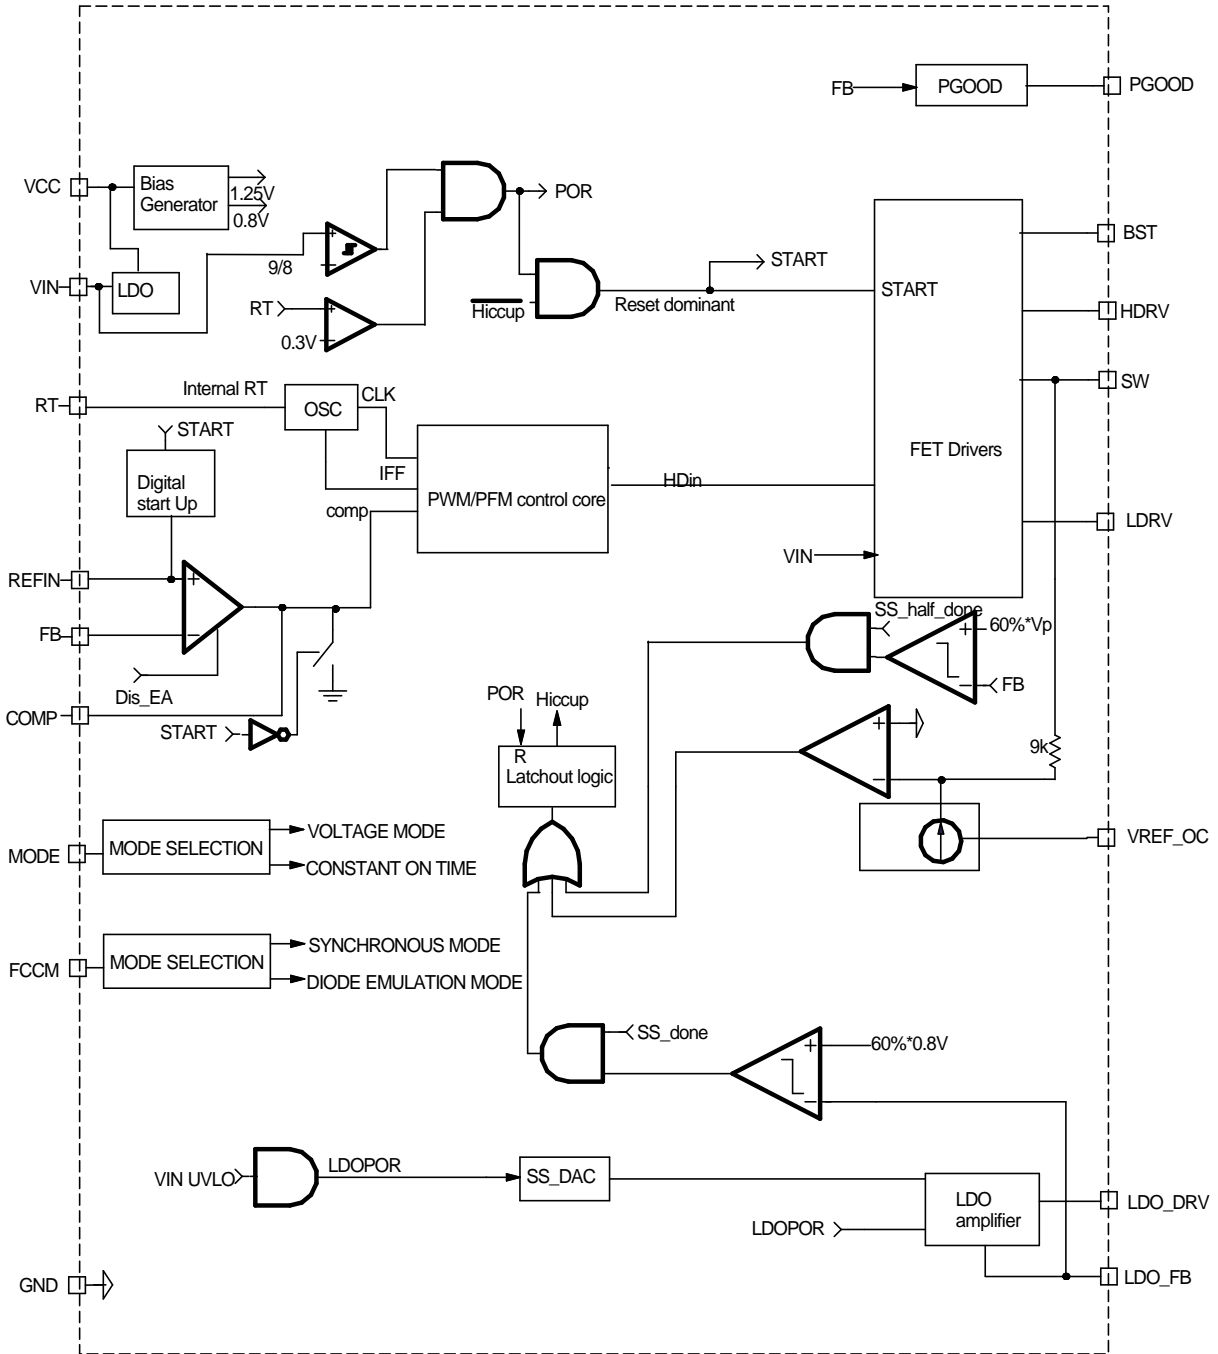 FB
PGOOD
PGOOD
VCC
Bias
Generator
1.25V
0.8V
POR
BST
VIN
LDO
9/8
+
START
START
RT
+
0.3V
Hiccup
Reset dominant
HDRV
SW
Internal RT
CLK
RT
OSC
START
FET Drivers
Digital
start Up
IFF
PWM/PFM control core
HDin
comp
LDRV
VIN
REFIN
+
FB
SS_half_done
+
60%*Vp
FB
Dis_EA
COMP
START
POR
Hiccup
R
Latchout logic
+
9k
MODE
MODE SELECTION
VOLTAGE MODE
CONSTANT ON TIME
VREF_OC
FCCM
MODE SELECTION
SYNCHRONOUS MODE
DIODE EMULATION MODE
SS_done
+
60%*0.8V
VIN UVLO
LDOPOR
SS_DAC
LDO
amplifier
LDO_DRV
LDOPOR
GND
LDO_FB